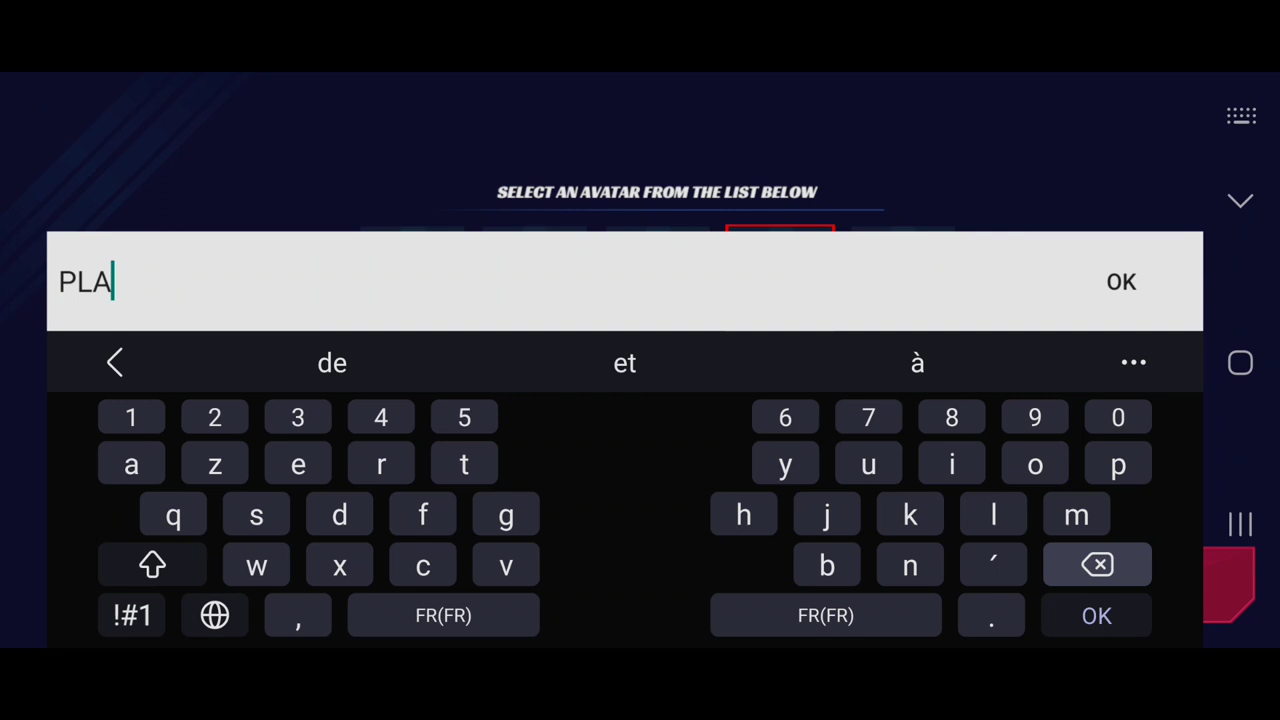 SELECT AN AVATAR FROM THE LIST BELOW
PLA OK
de et à
1 2 3 4 5 6 7 8 9 0
a z e r t y u i o p
q s d f g h j k l m
w x c v b n ´
!#1 , FR(FR) FR(FR) . OK